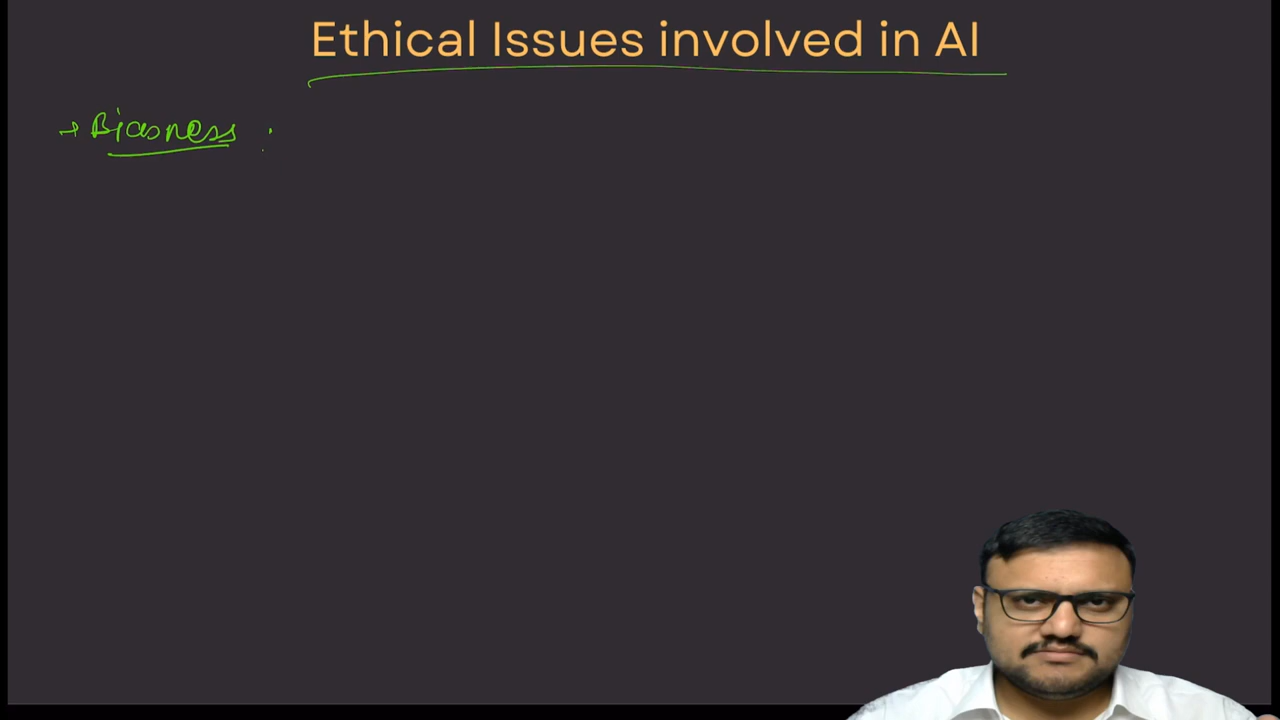 Ethical Issues involved in AI
→ Biasness :